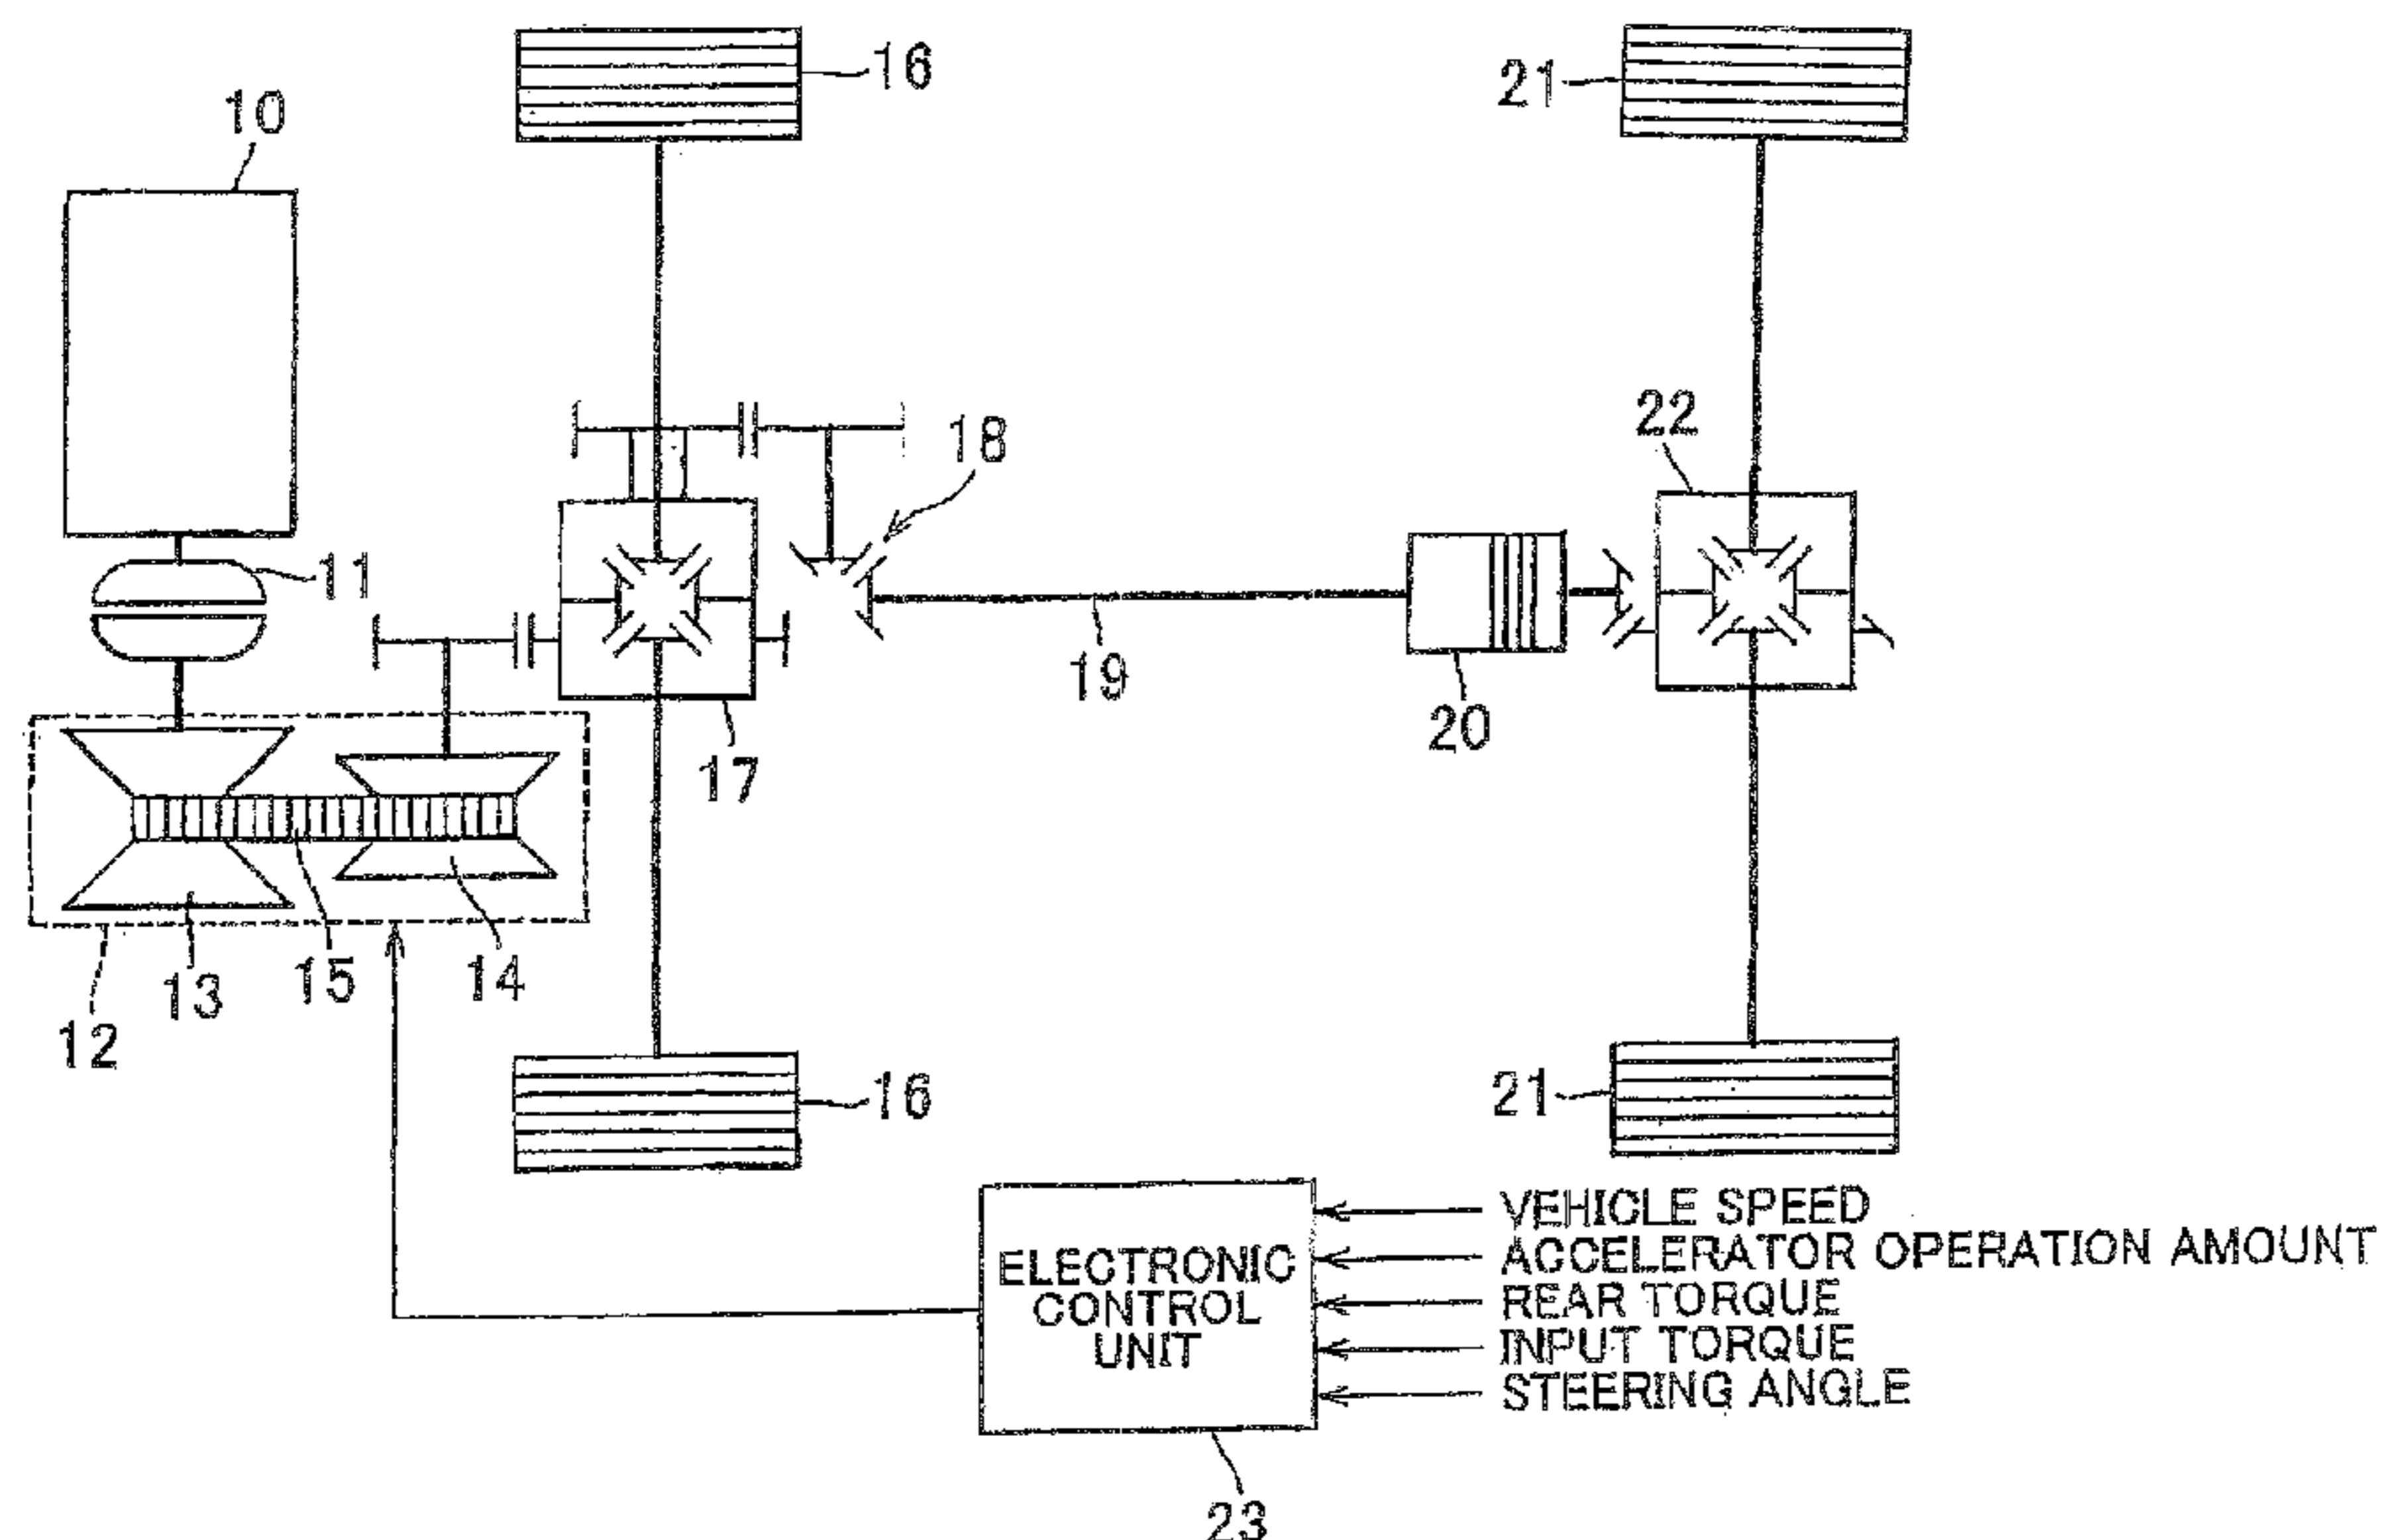 10
16
21
11
18
22
19
20
17
12
13
15
14
16
21
ELECTRONIC
CONTROL
UNIT
VEHICLE SPEED
ACCELERATOR OPERATION AMOUNT
REAR TORQUE
INPUT TORQUE
STEERING ANGLE
23